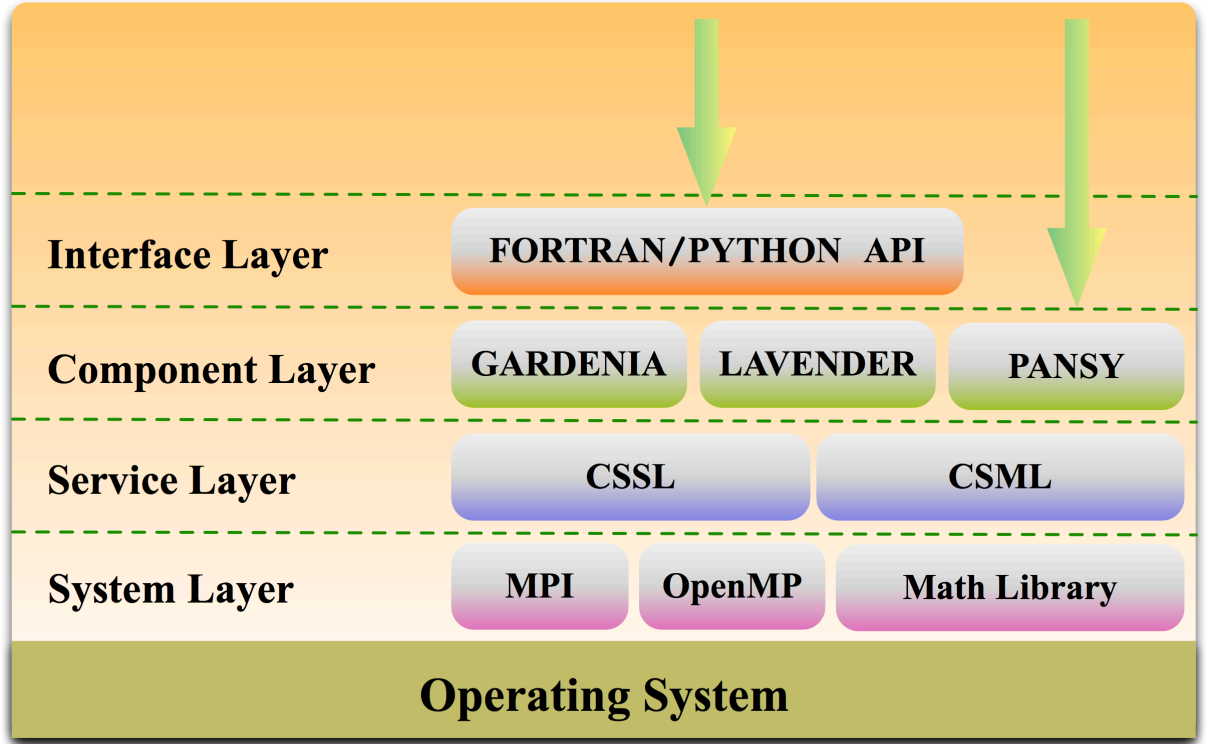 Interface Layer
FORTRAN/PYTHON API
Component Layer
GARDENIA
LAVENDER
PANSY
Service Layer
CSSL
CSML
System Layer
MPI
OpenMP
Math Library
Operating System